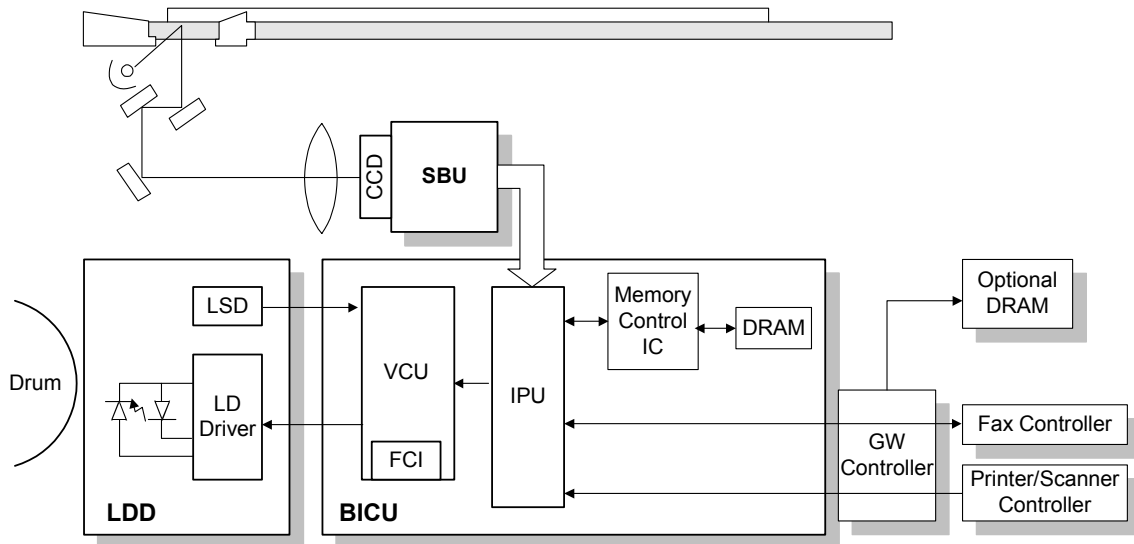 CCD
SBU
LSD
Memory
Control
IC
DRAM
Optional
DRAM
Drum
LD
Driver
VCU
IPU
FCI
GW
Controller
Fax Controller
Printer/Scanner
Controller
LDD
BICU